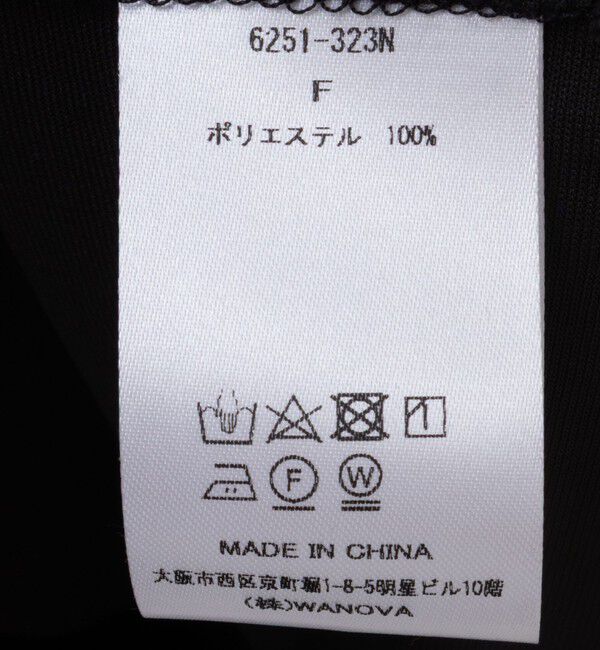 6251-323N
F
ポリエステル 100%
F W
MADE IN CHINA
大阪市西区京町堀1-8-5明星ビル10階
(株)WANOVA